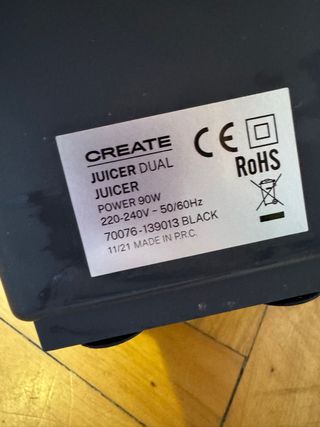 CREATE
JUICER DUAL
JUICER
POWER 90W
220-240V ~ 50/60Hz
70076-139013 BLACK
11/21 MADE IN P.R.C.
CE
RoHS